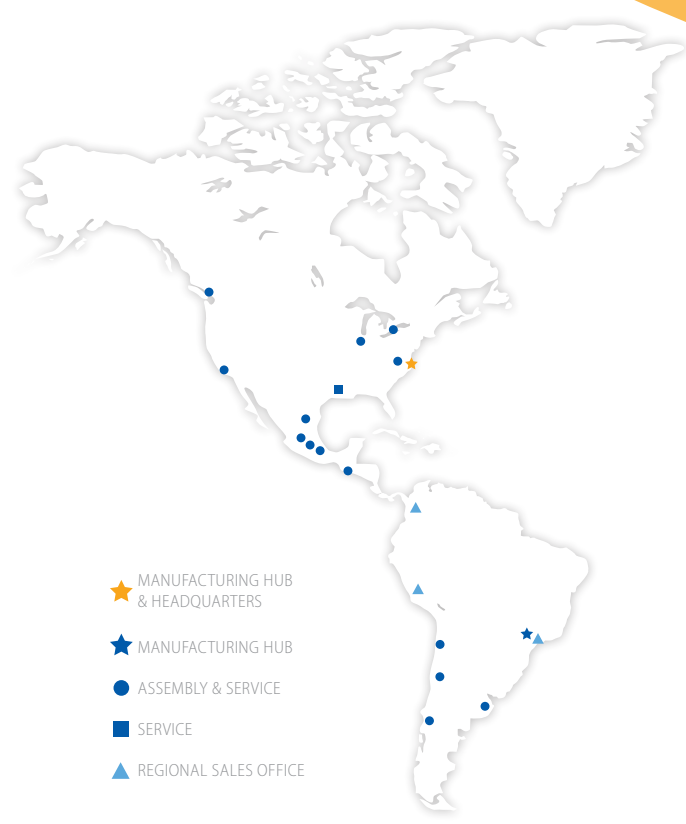 MANUFACTURING HUB
& HEADQUARTERS
MANUFACTURING HUB
ASSEMBLY & SERVICE
SERVICE
REGIONAL SALES OFFICE